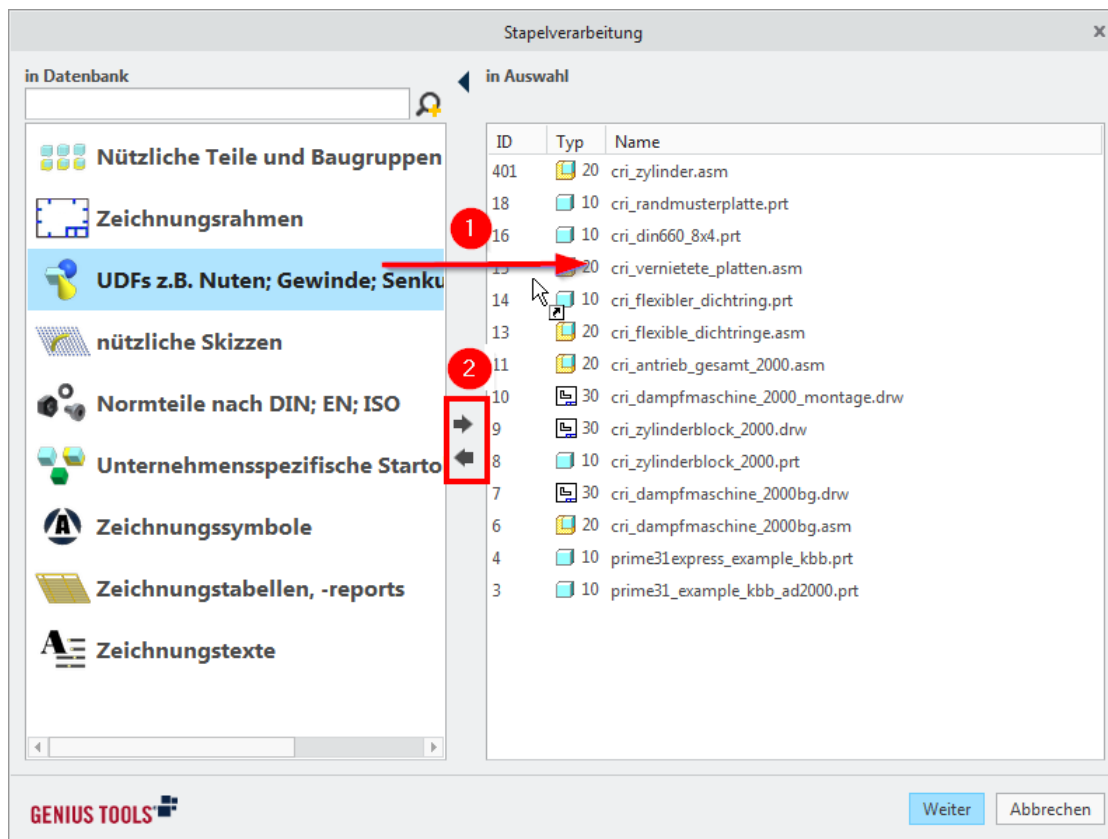 Stapelverarbeitung x
in Datenbank
in Auswahl
Nützliche Teile und Baugruppen
Zeichnungsrahmen
UDFs z.B. Nuten; Gewinde; Senku
nützliche Skizzen
Normteile nach DIN; EN; ISO
Unternehmensspezifische Starto
Zeichnungssymbole
Zeichnungstabellen, -reports
Zeichnungstexte
1
2
ID Typ Name
401 20 cri_zylinder.asm
18 10 cri_randmusterplatte.prt
16 10 cri_din660_8x4.prt
20 cri_vernietete_platten.asm
14 10 cri_flexibler_dichtring.prt
13 20 cri_flexible_dichtringe.asm
11 20 cri_antrieb_gesamt_2000.asm
10 30 cri_dampfmaschine_2000_montage.drw
9 30 cri_zylinderblock_2000.drw
8 10 cri_zylinderblock_2000.prt
7 30 cri_dampfmaschine_2000bg.drw
6 20 cri_dampfmaschine_2000bg.asm
4 10 prime31express_example_kbb.prt
3 10 prime31_example_kbb_ad2000.prt
GENIUS TOOLS
Weiter Abbrechen